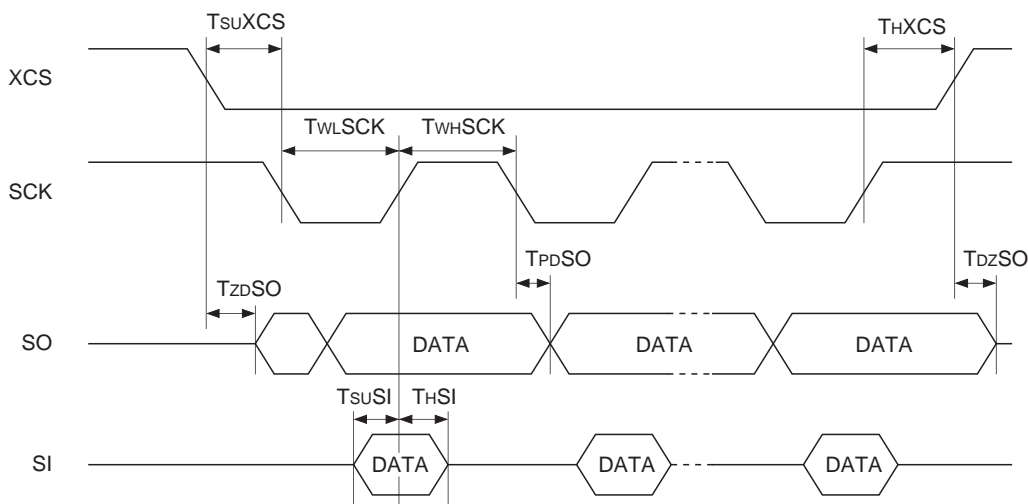 TSUXCS
THXCS
XCS
TWLSCK
TWHSCK
SCK
TPDSO
TDZSO
TZDSO
SO
DATA
DATA
DATA
TSUSI
THSI
SI
DATA
DATA
DATA